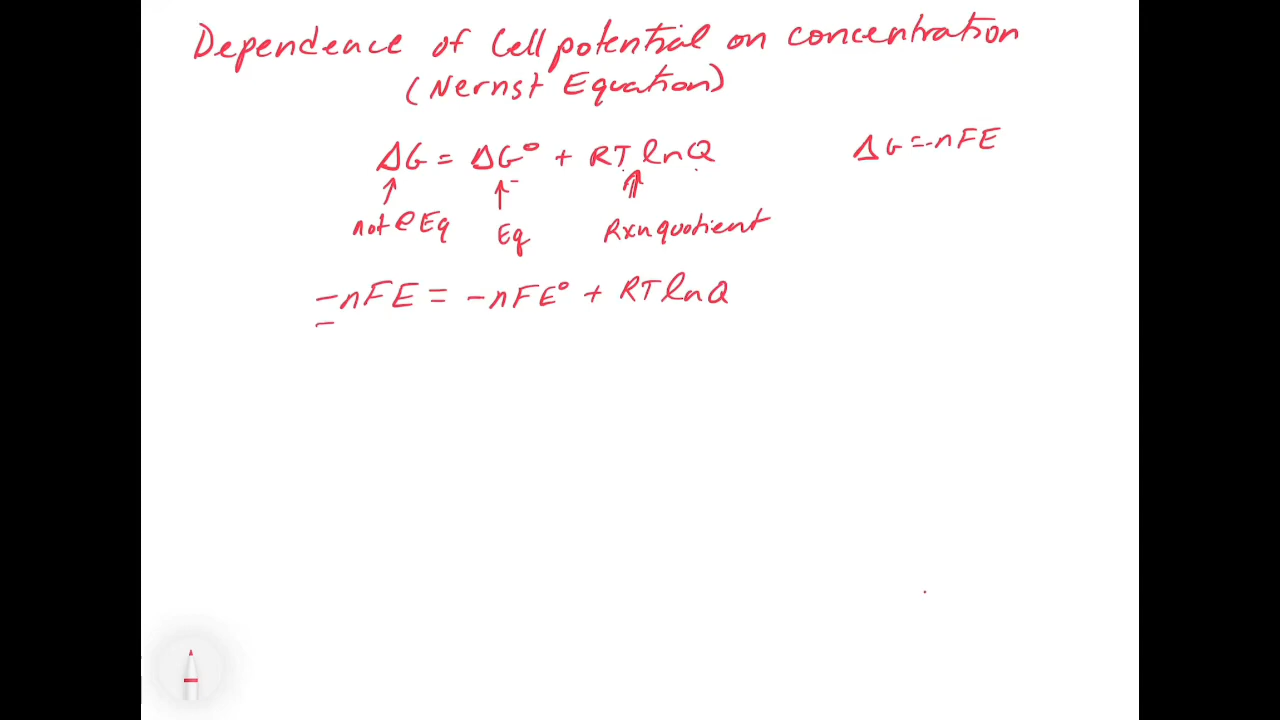 Dependence of Cell potential on concentration
(Nernst Equation)
ΔG = ΔG° + RT lnQ
ΔG = -nFE
↑ ↑ ↑
not @ Eq Eq Rxn quotient
-nFE = -nFE° + RT lnQ